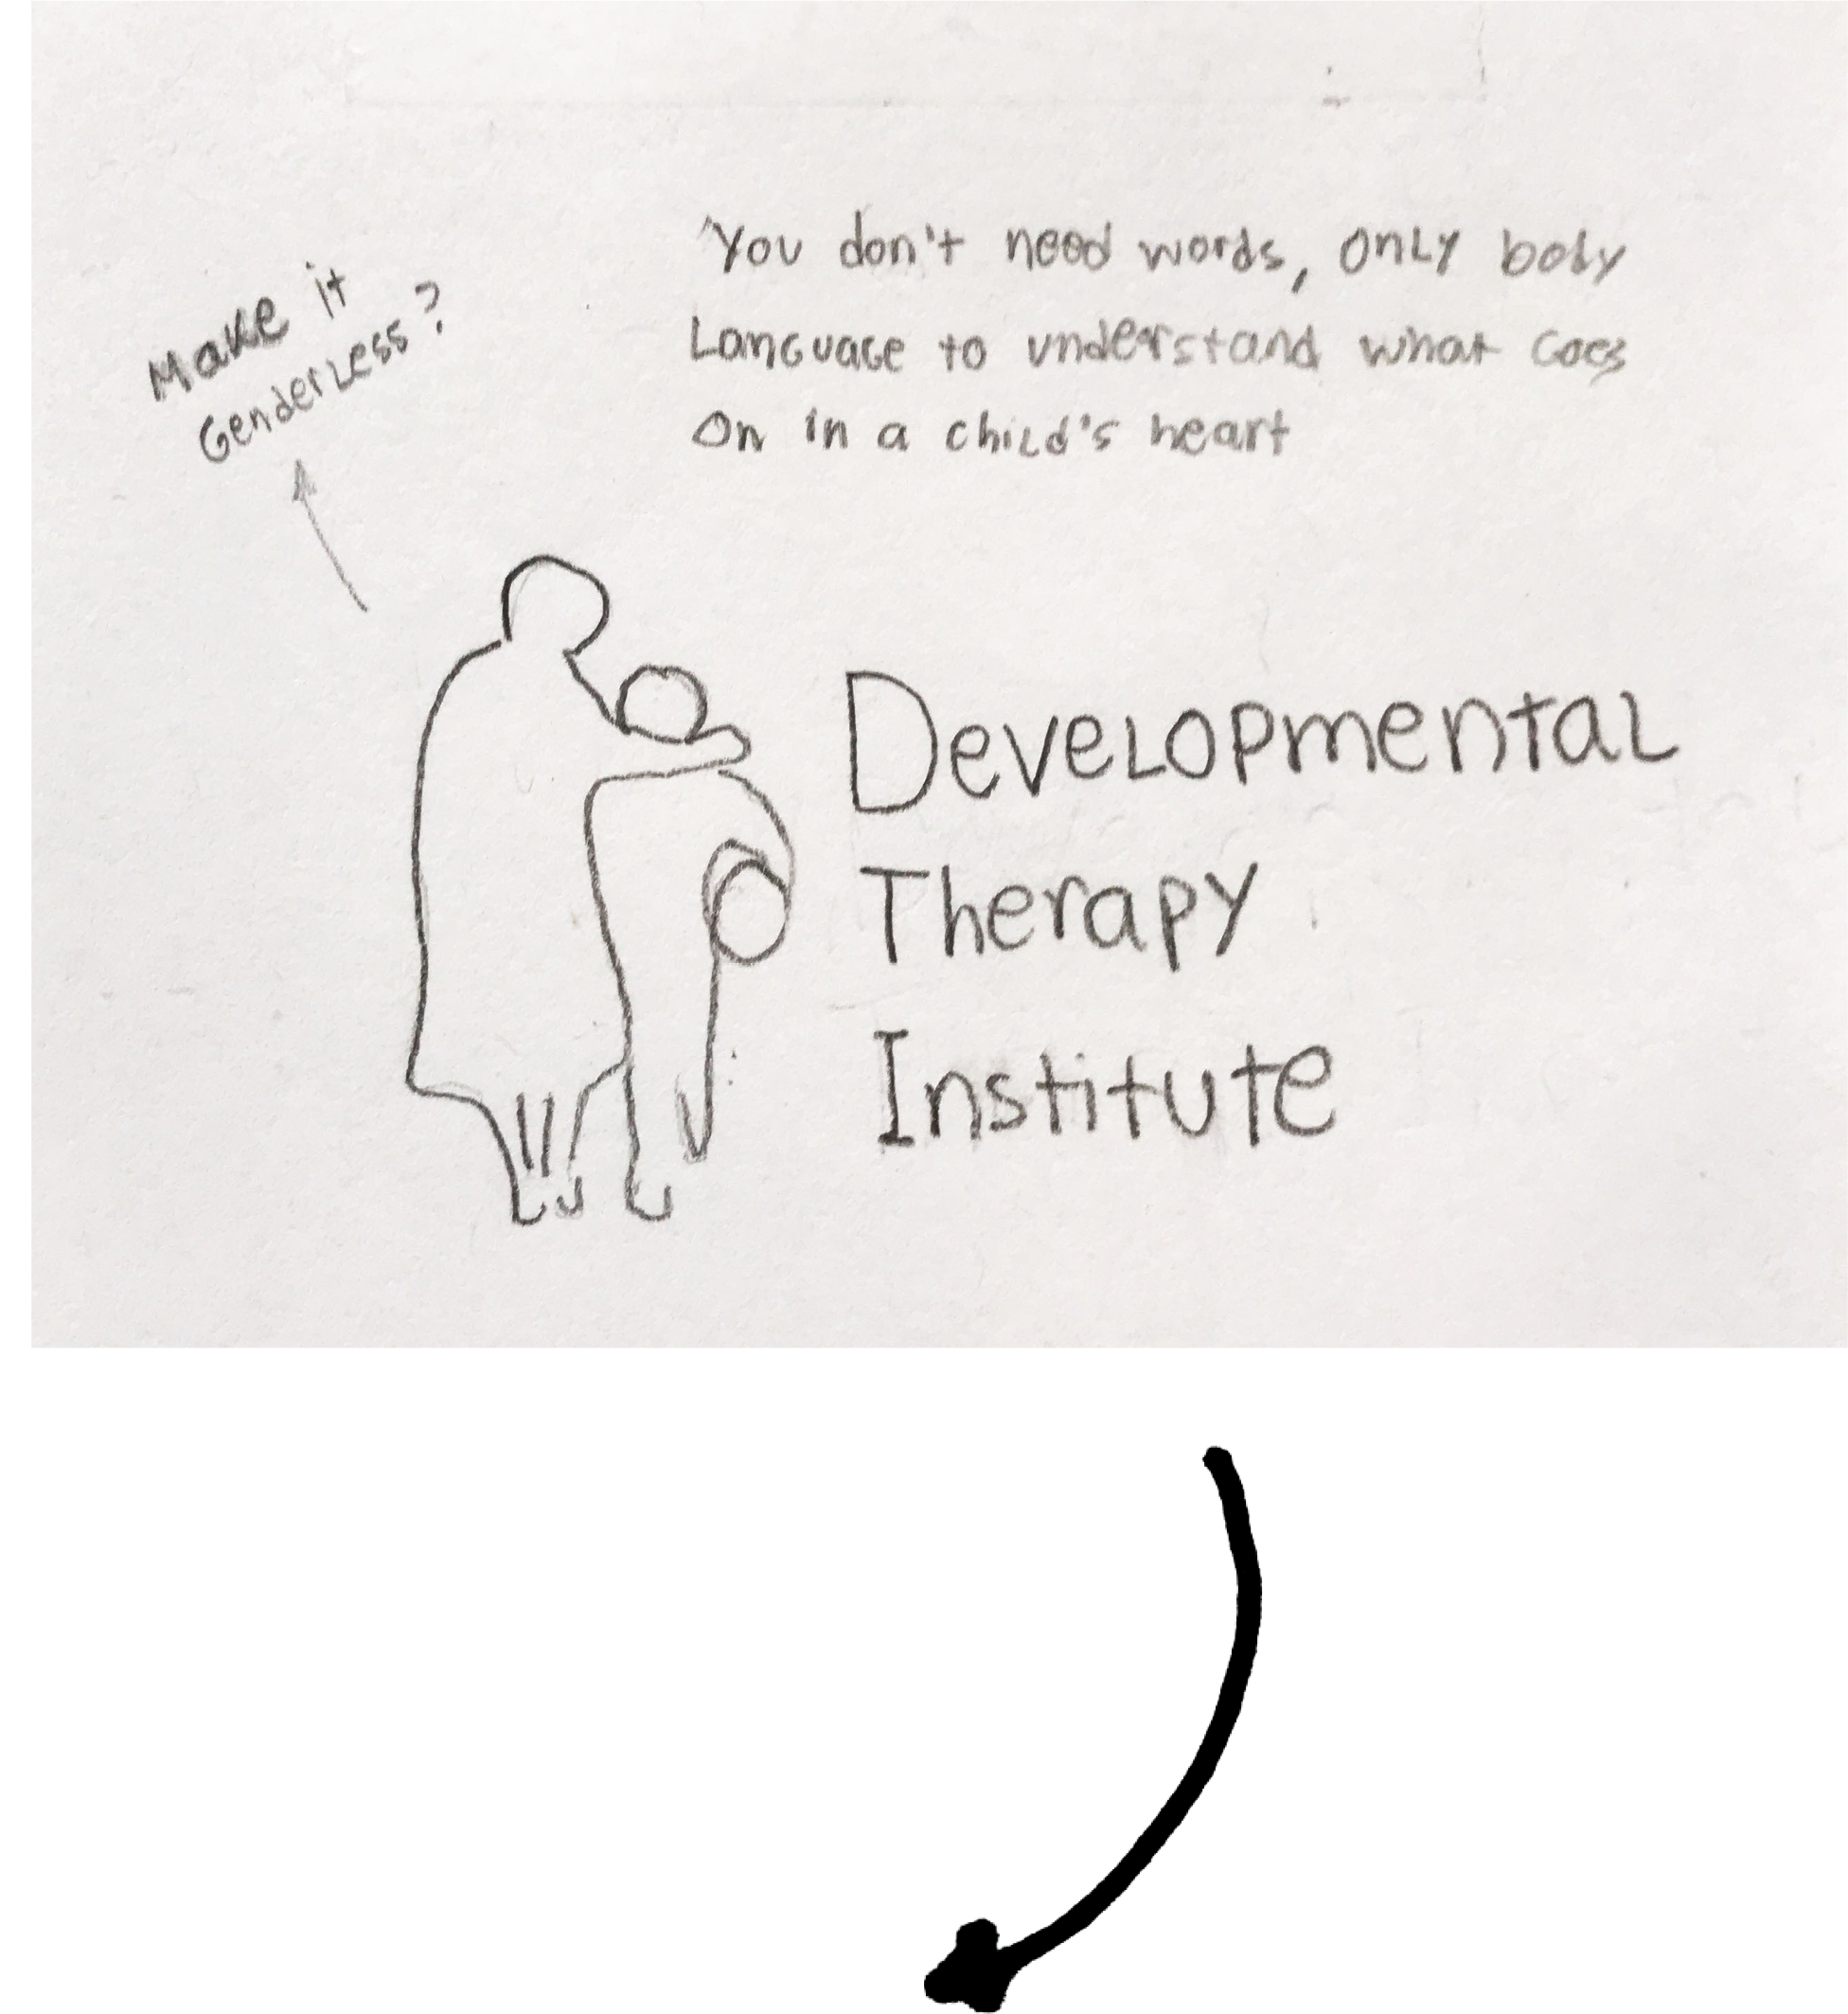 Make it
Genderless?
You don't need words, only body
Language to understand what goes
on in a child's heart
Developmental
Therapy
Institute